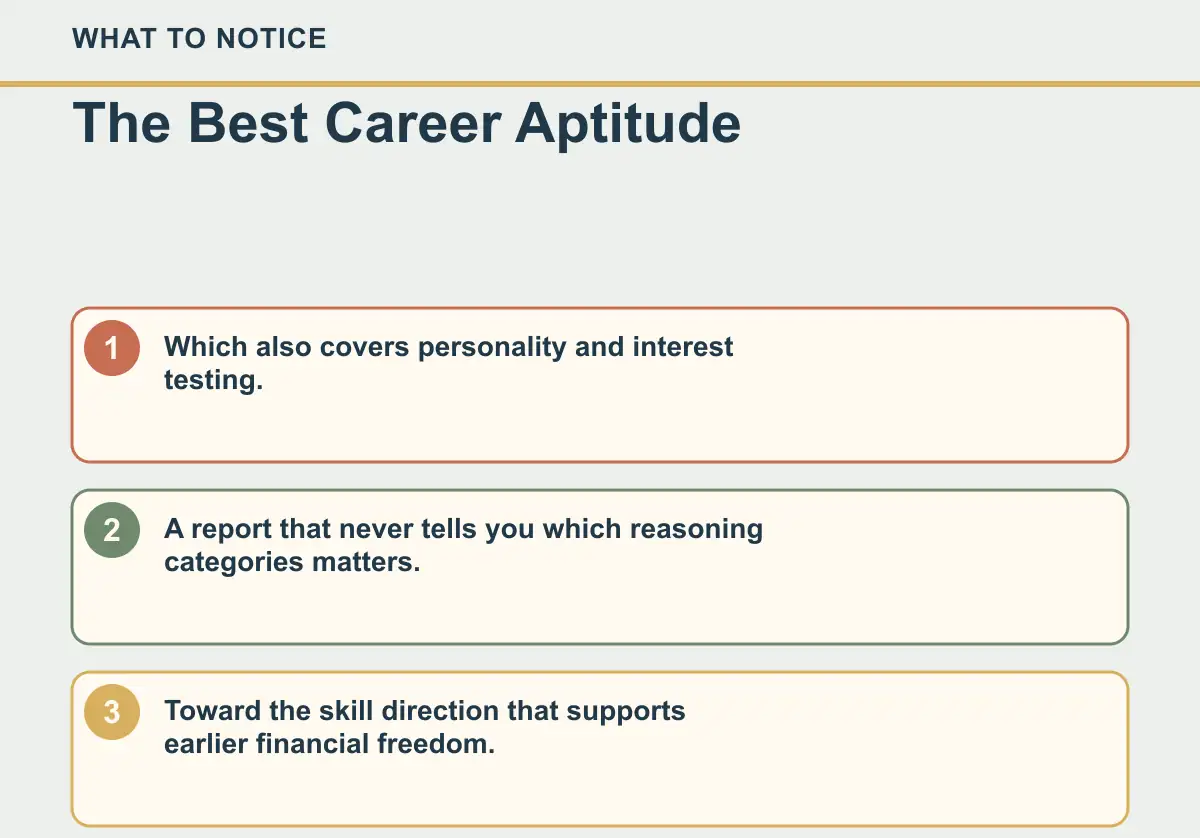 WHAT TO NOTICE
The Best Career Aptitude
1
Which also covers personality and interest
testing.
2
A report that never tells you which reasoning
categories matters.
3
Toward the skill direction that supports
earlier financial freedom.